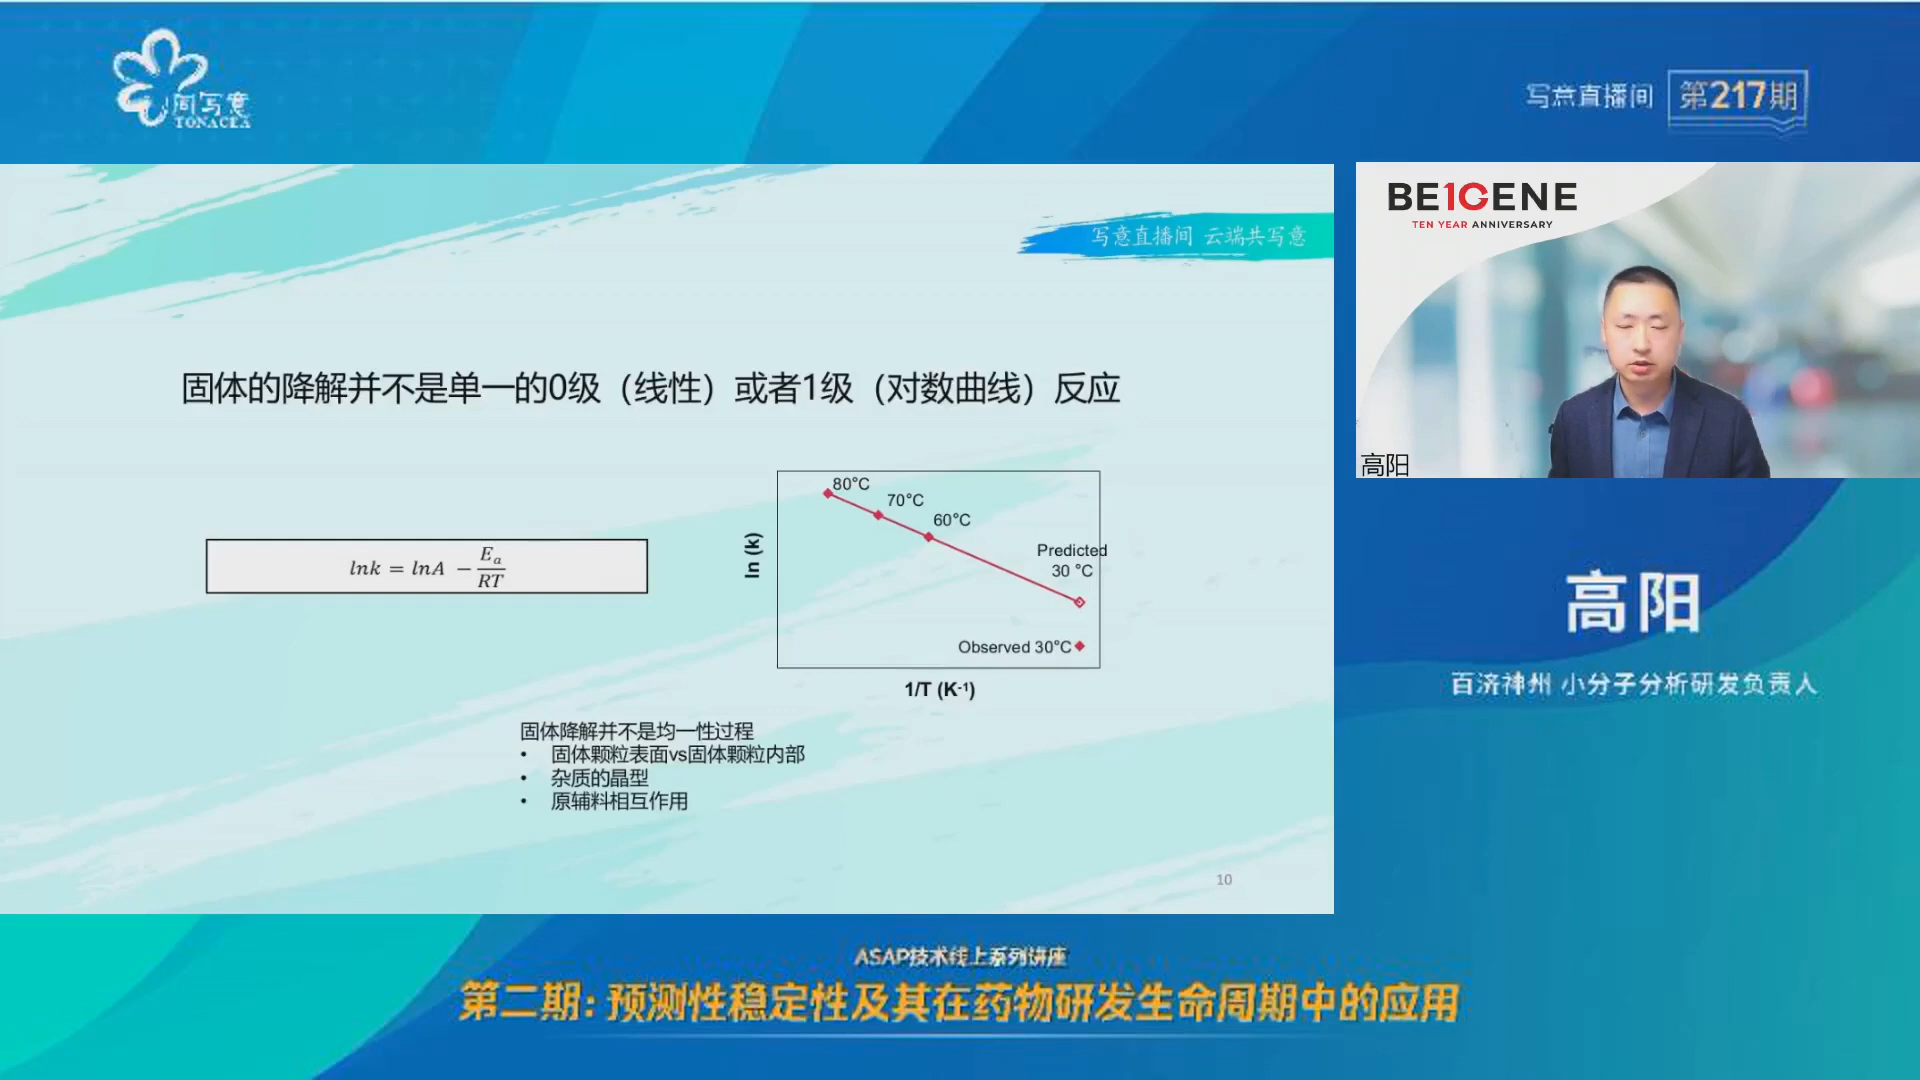 同写意
TONACEA
写意直播间
第217期
写意直播间 云端共写意
固体的降解并不是单一的0级（线性）或者1级（对数曲线）反应
lnk = lnA − Ea/RT
80°C
70°C
60°C
Predicted
30 °C
Observed 30°C
ln (k)
1/T (K-1)
固体降解并不是均一性过程
• 固体颗粒表面vs固体颗粒内部
• 杂质的晶型
• 原辅料相互作用
10
BE1GENE
TEN YEAR ANNIVERSARY
高阳
高阳
百济神州 小分子分析研发负责人
ASAP技术线上系列讲座
第二期: 预测性稳定性及其在药物研发生命周期中的应用